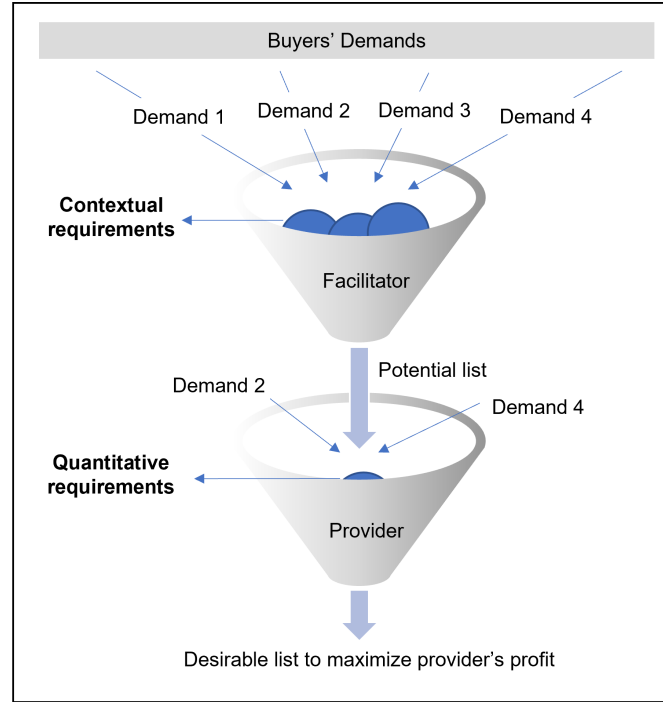 Buyers’ Demands
Demand 1
Demand 2
Demand 3
Demand 4
Contextual
requirements
Facilitator
Potential list
Demand 2
Demand 4
Quantitative
requirements
Provider
Desirable list to maximize provider’s profit